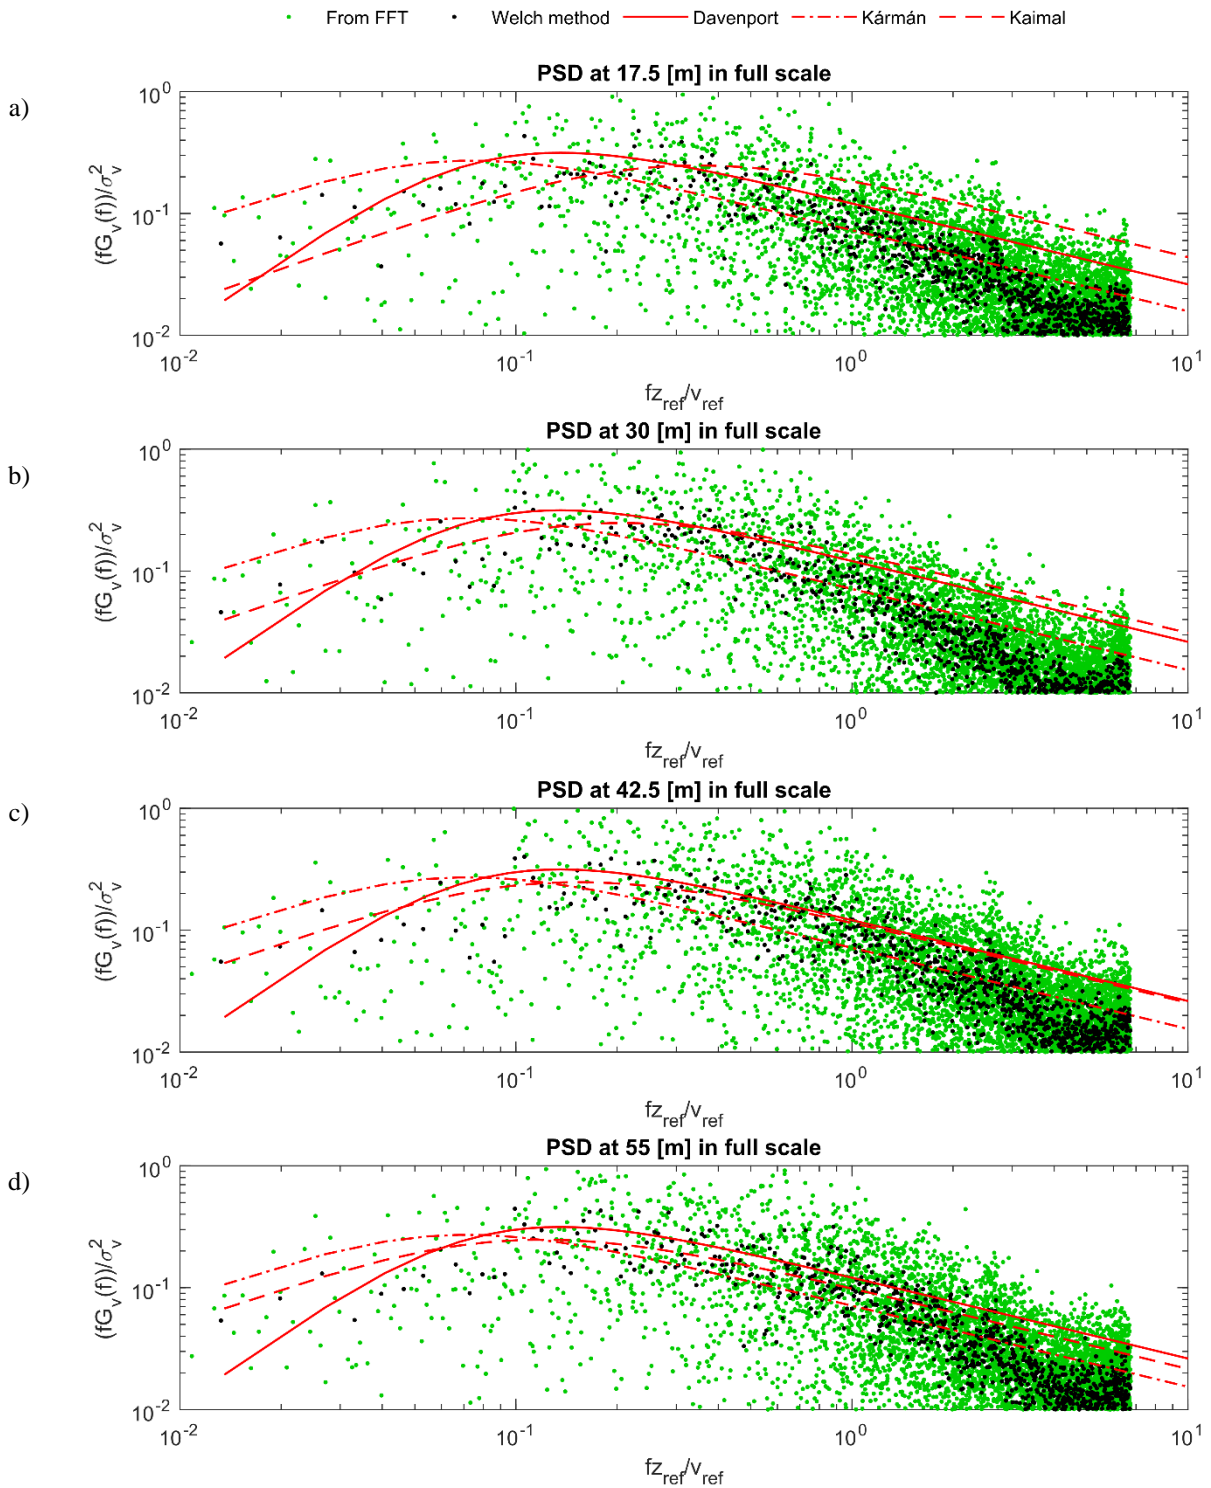 From FFT Welch method Davenport Kármán Kaimal
a)
PSD at 17.5 [m] in full scale
10^0
10^-1
10^-2
(fG_v(f))/σ_v^2
10^-2 10^-1 10^0 10^1
fz_ref/v_ref
b)
PSD at 30 [m] in full scale
10^0
10^-1
10^-2
(fG_v(f))/σ_v^2
10^-2 10^-1 10^0 10^1
fz_ref/v_ref
c)
PSD at 42.5 [m] in full scale
10^0
10^-1
10^-2
(fG_v(f))/σ_v^2
10^-2 10^-1 10^0 10^1
fz_ref/v_ref
d)
PSD at 55 [m] in full scale
10^0
10^-1
10^-2
(fG_v(f))/σ_v^2
10^-2 10^-1 10^0 10^1
fz_ref/v_ref